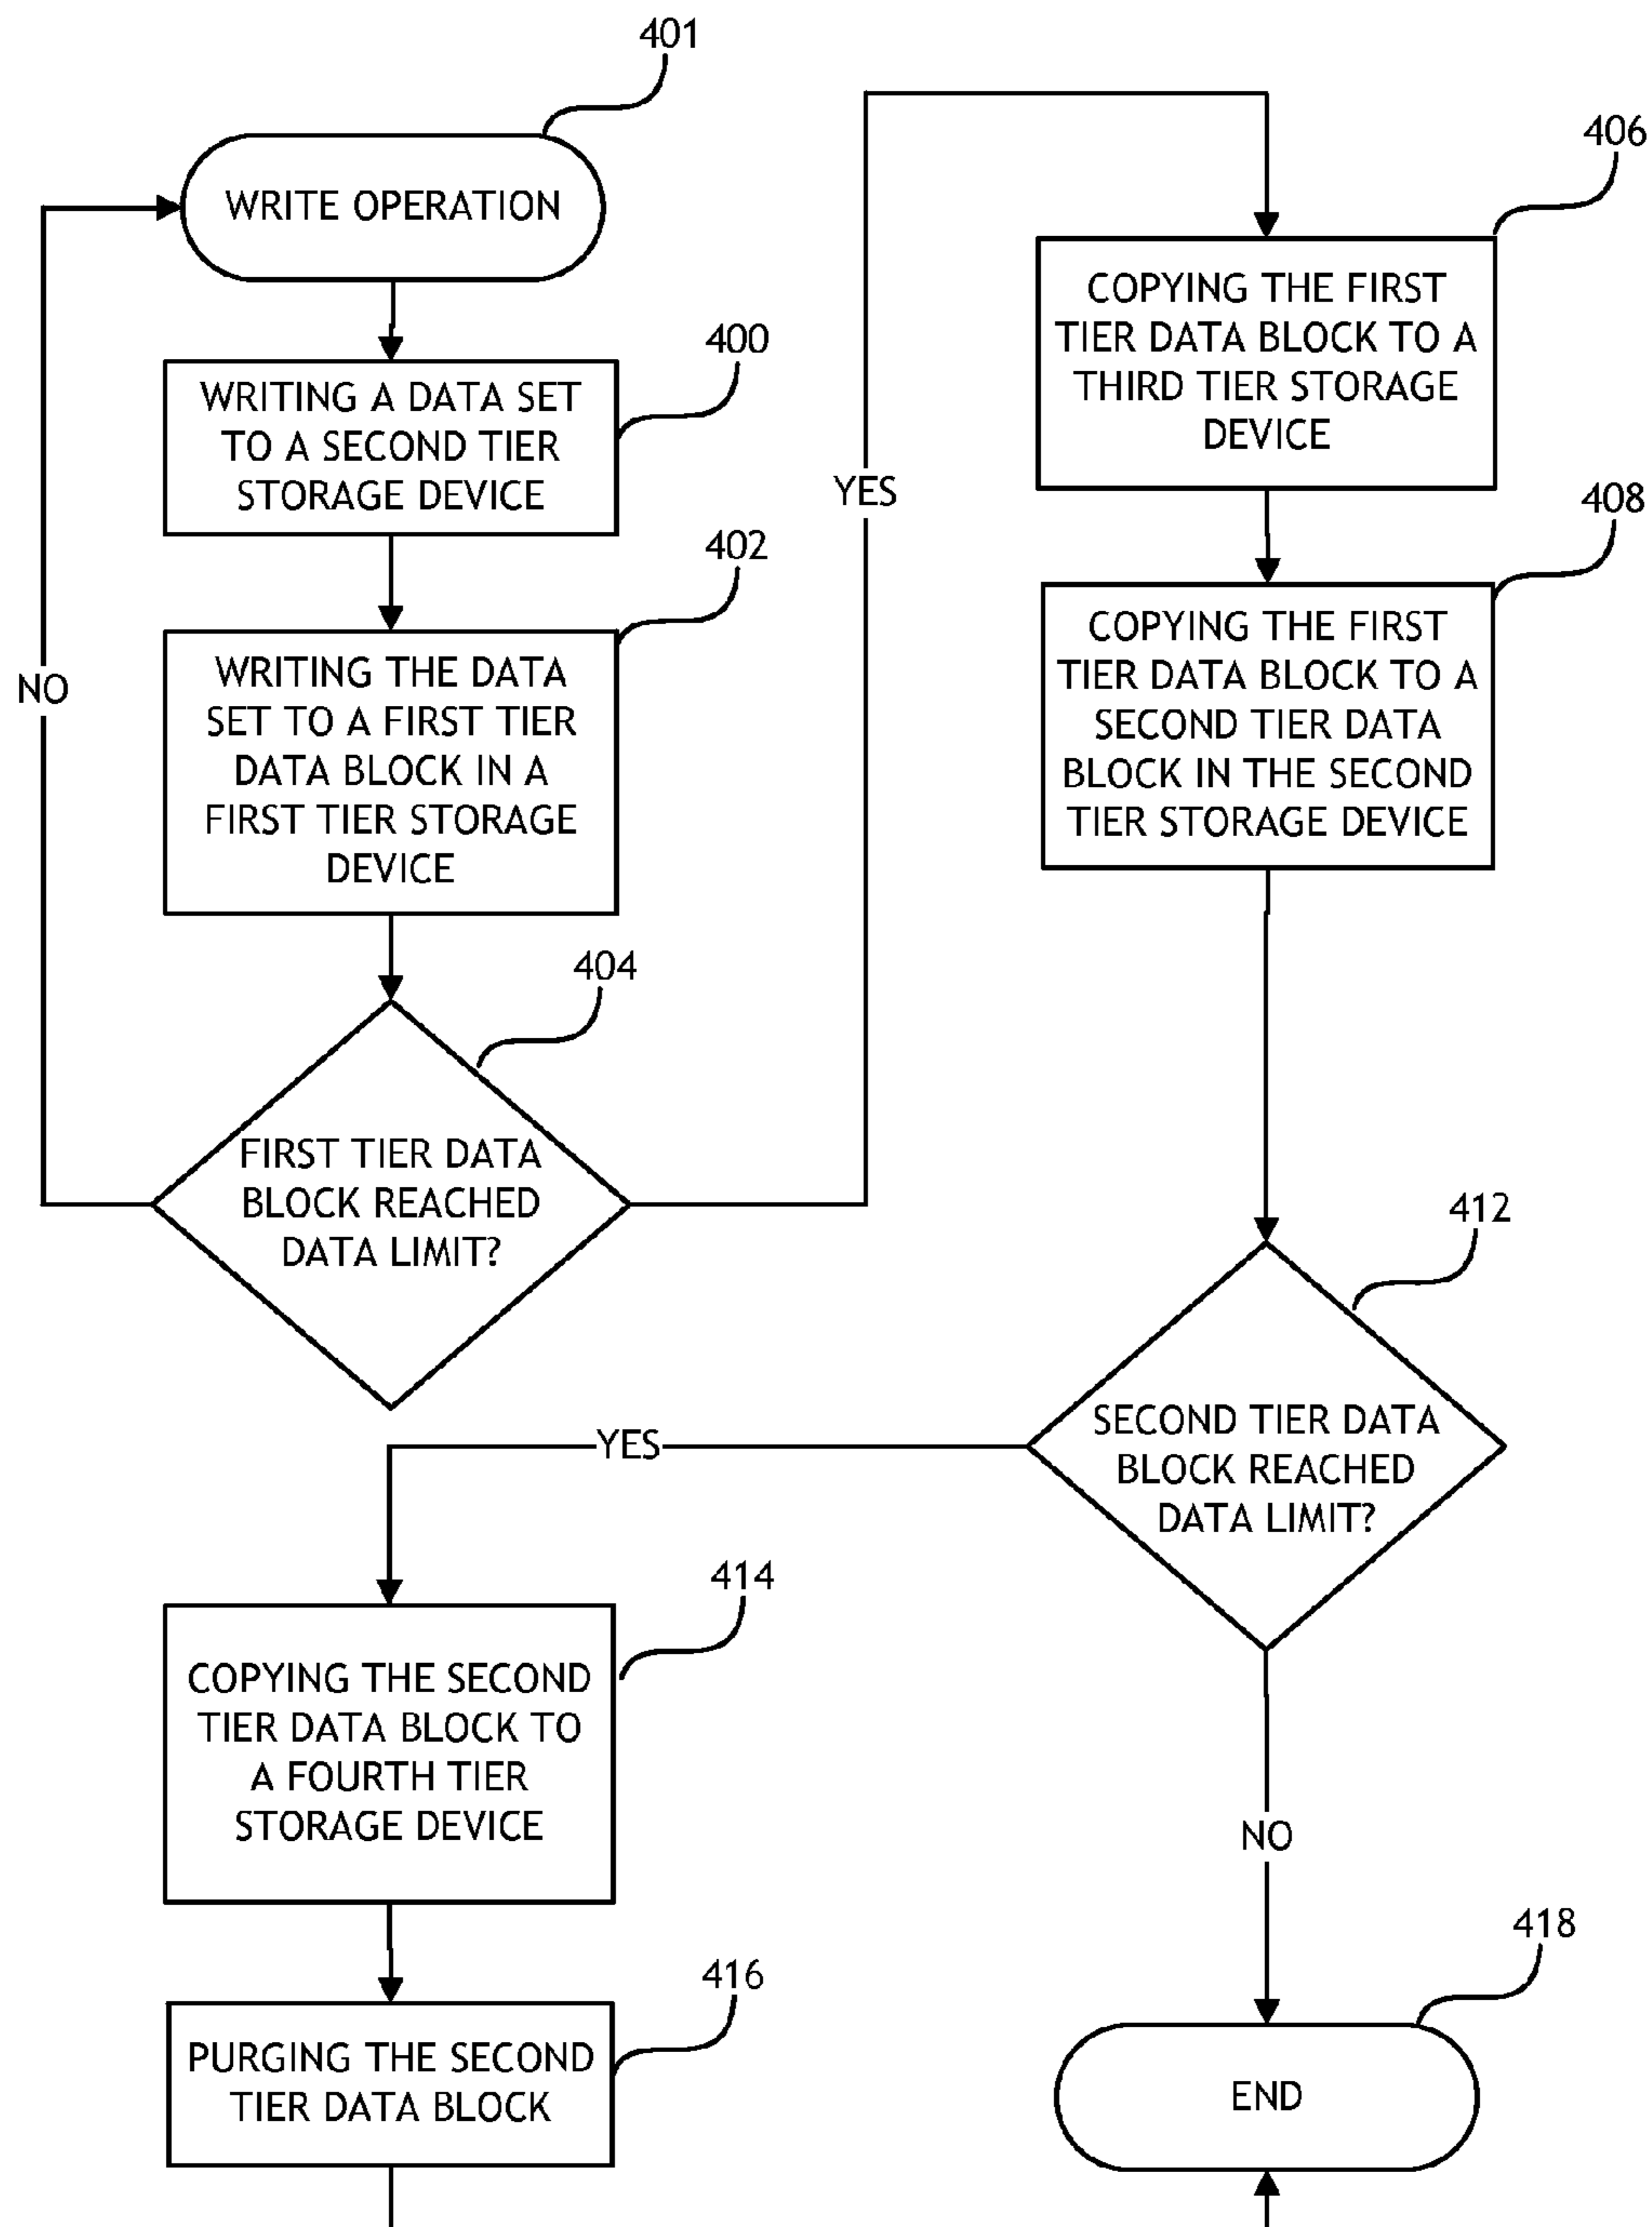 401
WRITE OPERATION
400
WRITING A DATA SET
TO A SECOND TIER
STORAGE DEVICE
402
WRITING THE DATA
SET TO A FIRST TIER
DATA BLOCK IN A
FIRST TIER STORAGE
DEVICE
NO
404
FIRST TIER DATA
BLOCK REACHED
DATA LIMIT?
YES
406
COPYING THE FIRST
TIER DATA BLOCK TO A
THIRD TIER STORAGE
DEVICE
408
COPYING THE FIRST
TIER DATA BLOCK TO A
SECOND TIER DATA
BLOCK IN THE SECOND
TIER STORAGE DEVICE
412
SECOND TIER DATA
BLOCK REACHED
DATA LIMIT?
YES
414
COPYING THE SECOND
TIER DATA BLOCK TO
A FOURTH TIER
STORAGE DEVICE
416
PURGING THE SECOND
TIER DATA BLOCK
NO
418
END